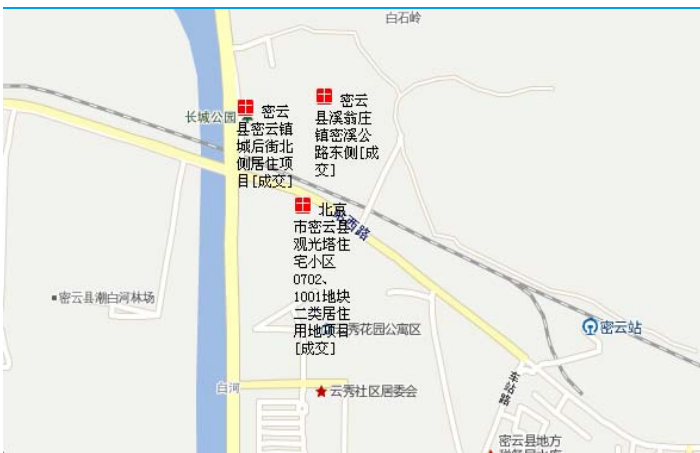 白石岭
长城公园
密云
县密云镇
城后街北
侧居住项
目[成交]
密云
县溪翁庄
镇密溪公
路东侧[成
交]
北京
市密云县
观光塔住
宅小区
0702、
1001地块
二类居住
用地项目
[成交]
西路
密云县潮白河林场
秀花园公寓区
密云站
白河
云秀社区居委会
车站路
密云县地方